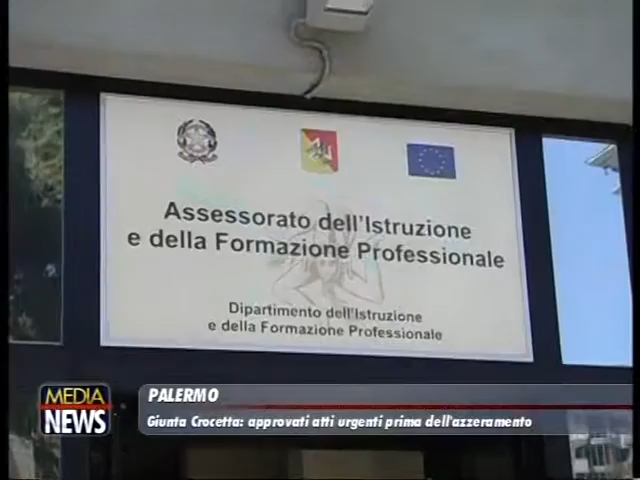 Assessorato dell'Istruzione
e della Formazione Professionale
Dipartimento dell'Istruzione
e della Formazione Professionale
MEDIA
NEWS
PALERMO
Giunta Crocetta: approvati atti urgenti prima dell'azzeramento